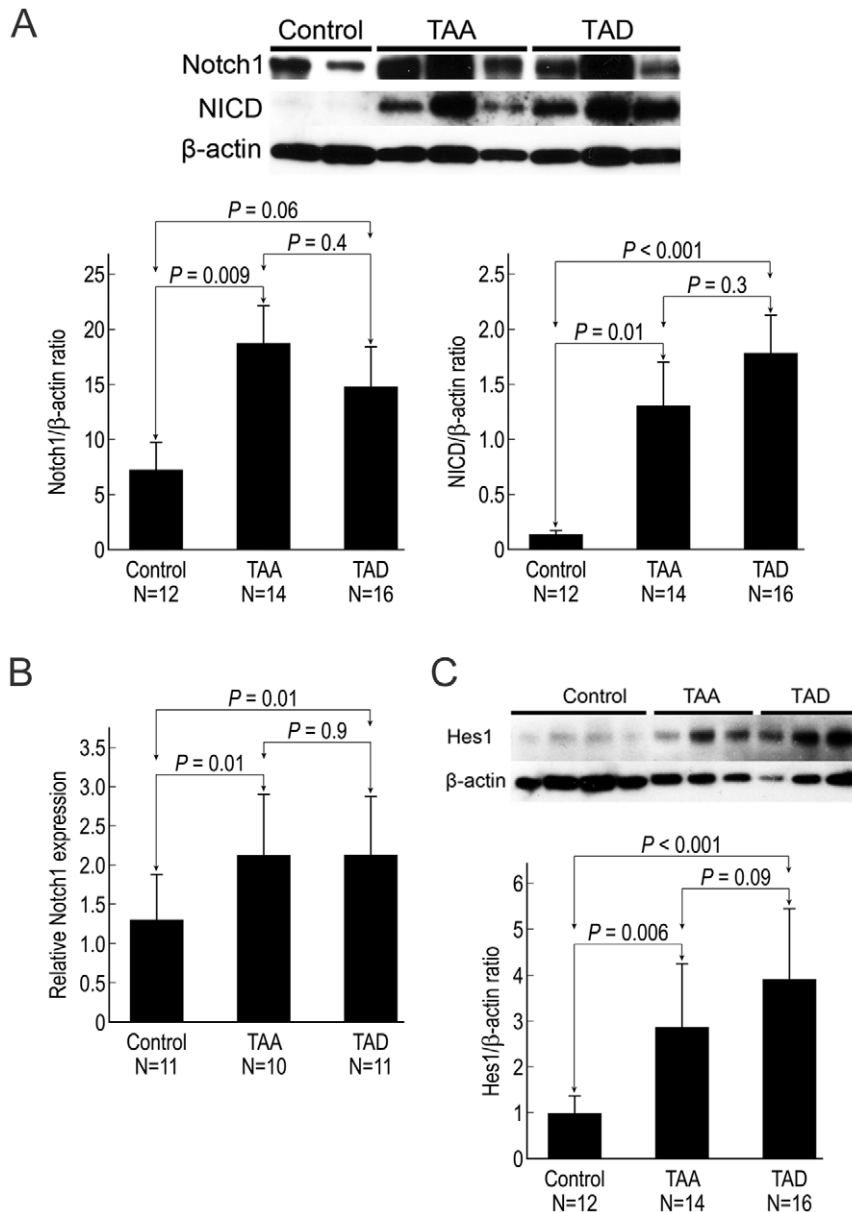 A
Control TAA TAD
Notch1
NICD
β-actin
P = 0.06
P = 0.4
P = 0.009
25
20
15
10
5
0
Notch1/β-actin ratio
Control TAA TAD
N=12 N=14 N=16
P < 0.001
P = 0.3
P = 0.01
2.5
2.0
1.5
1.0
0.5
0
NICD/β-actin ratio
Control TAA TAD
N=12 N=14 N=16
B
P = 0.01
P = 0.9
P = 0.01
3.5
3.0
2.5
2.0
1.5
1.0
0.5
0
Relative Notch1 expression
Control TAA TAD
N=11 N=10 N=11
C
Control TAA TAD
Hes1
β-actin
P < 0.001
P = 0.09
P = 0.006
6
5
4
3
2
1
0
Hes1/β-actin ratio
Control TAA TAD
N=12 N=14 N=16